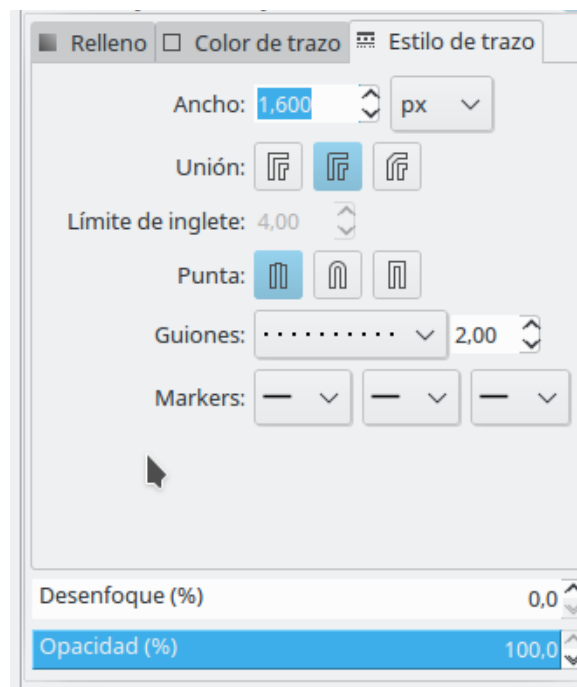 Relleno Color de trazo Estilo de trazo
Ancho: 1,600 px
Unión:
Límite de inglete: 4,00
Punta:
Guiones: 2,00
Markers:
Desenfoque (%) 0,0
Opacidad (%) 100,0